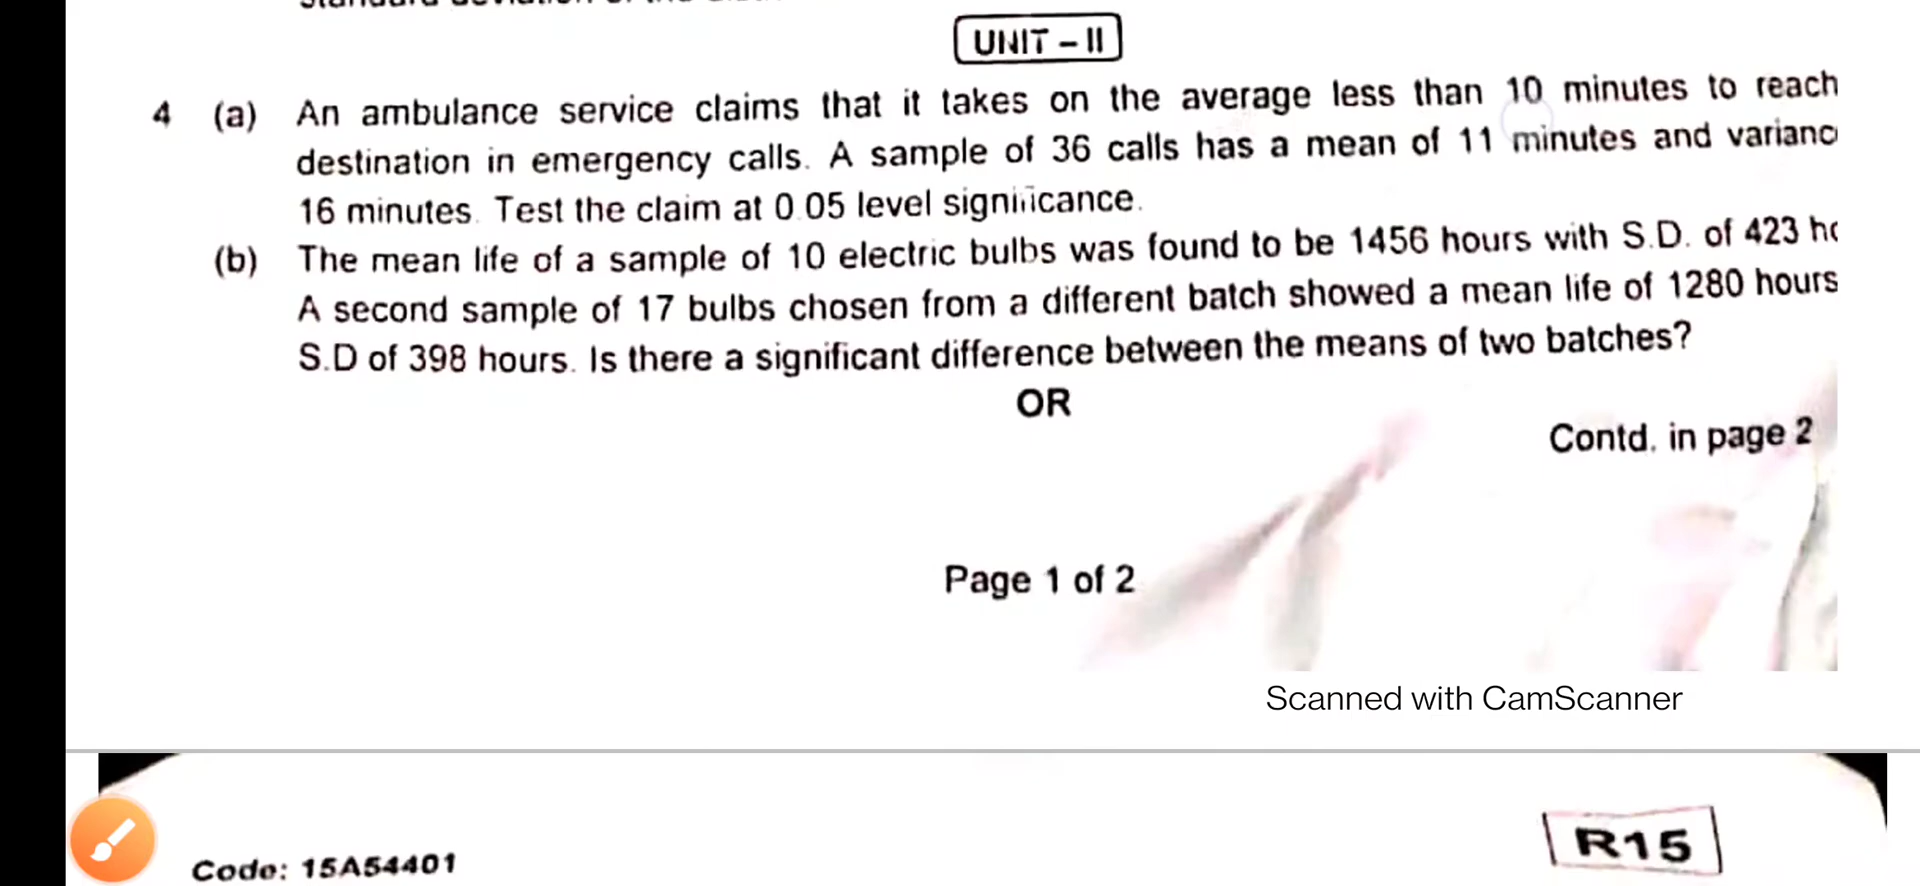 UNIT – II
4 (a) An ambulance service claims that it takes on the average less than 10 minutes to reach
destination in emergency calls. A sample of 36 calls has a mean of 11 minutes and varianc
16 minutes. Test the claim at 0.05 level significance.
(b) The mean life of a sample of 10 electric bulbs was found to be 1456 hours with S.D. of 423 ho
A second sample of 17 bulbs chosen from a different batch showed a mean life of 1280 hours
S.D of 398 hours. Is there a significant difference between the means of two batches?
OR
Contd. in page 2
Page 1 of 2
Scanned with CamScanner
R15
Code: 15A54401